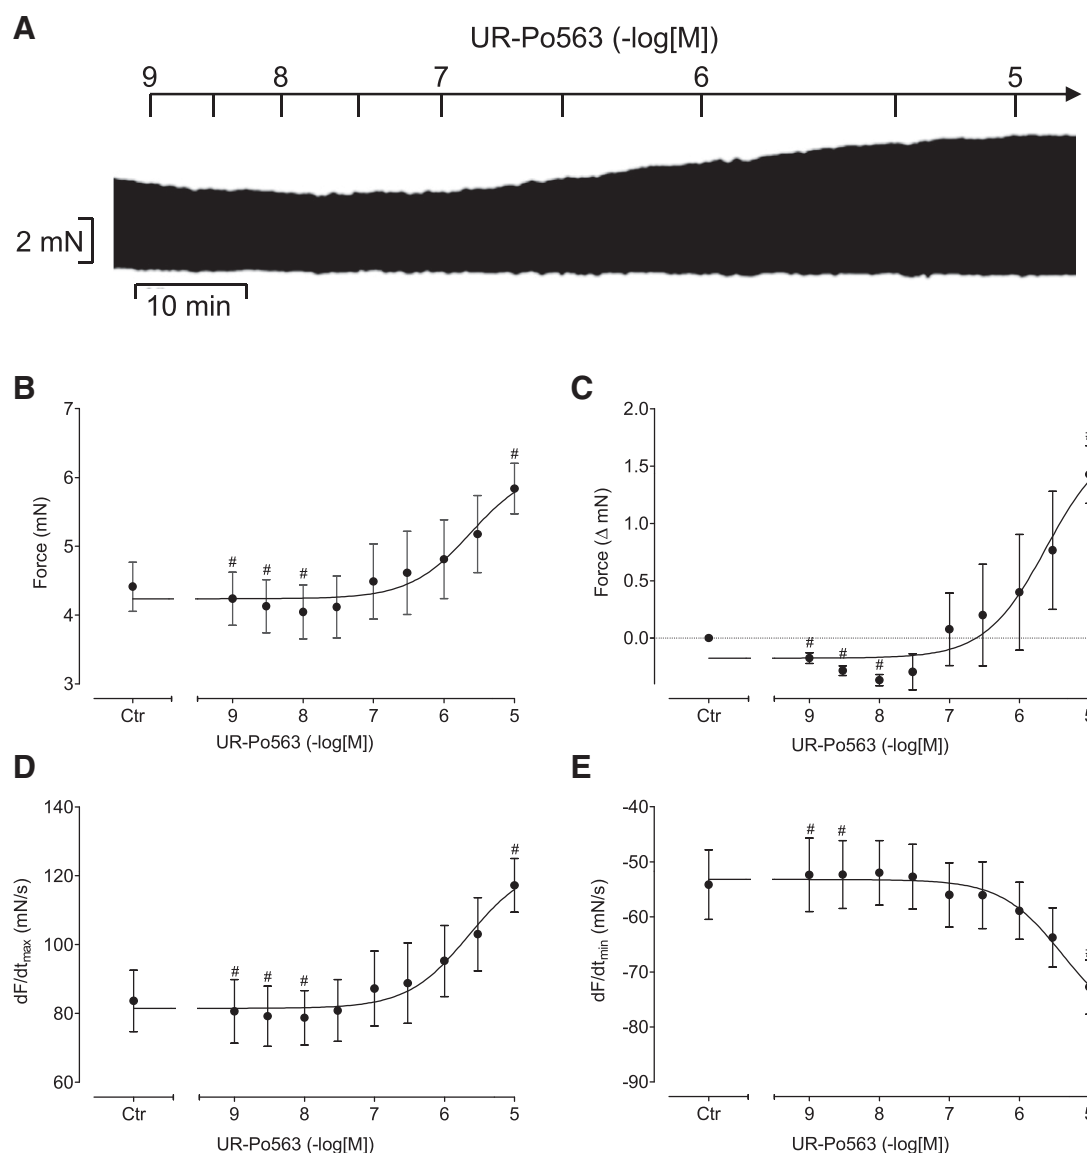 A
UR-Po563 (-log[M])
9 8 7 6 5
2 mN
10 min
B
7
6
5
4
3
Force (mN)
#
# # #
Ctr 9 8 7 6 5
UR-Po563 (-log[M])
C
2.0
1.5
1.0
0.5
0.0
Force (Δ mN)
# # #
Ctr 9 8 7 6
UR-Po563 (-log[M])
D
140
120
100
80
60
dF/dtmax (mN/s)
#
# # #
Ctr 9 8 7 6 5
UR-Po563 (-log[M])
E
-40
-50
-60
-70
-80
-90
dF/dtmin (mN/s)
# #
Ctr 9 8 7 6
UR-Po563 (-log[M])